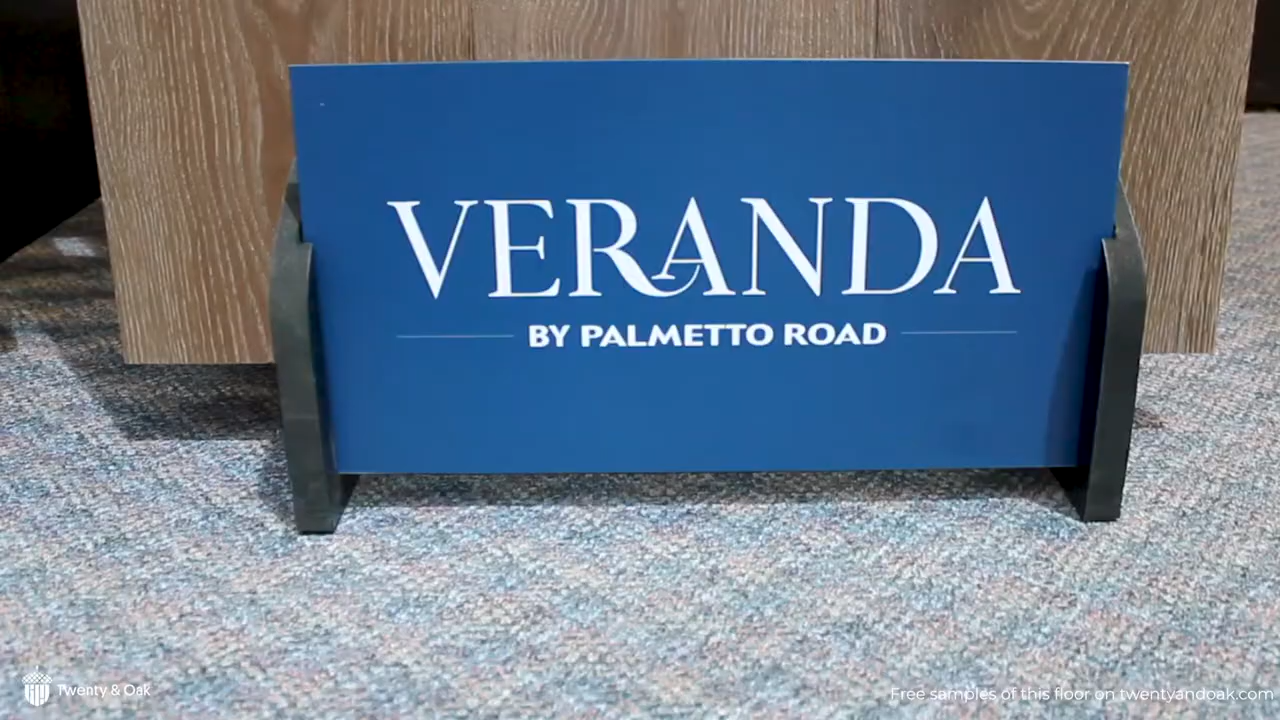 VERANDA
BY PALMETTO ROAD
Twenty & Oak
Free samples of this floor on twentyandoak.com